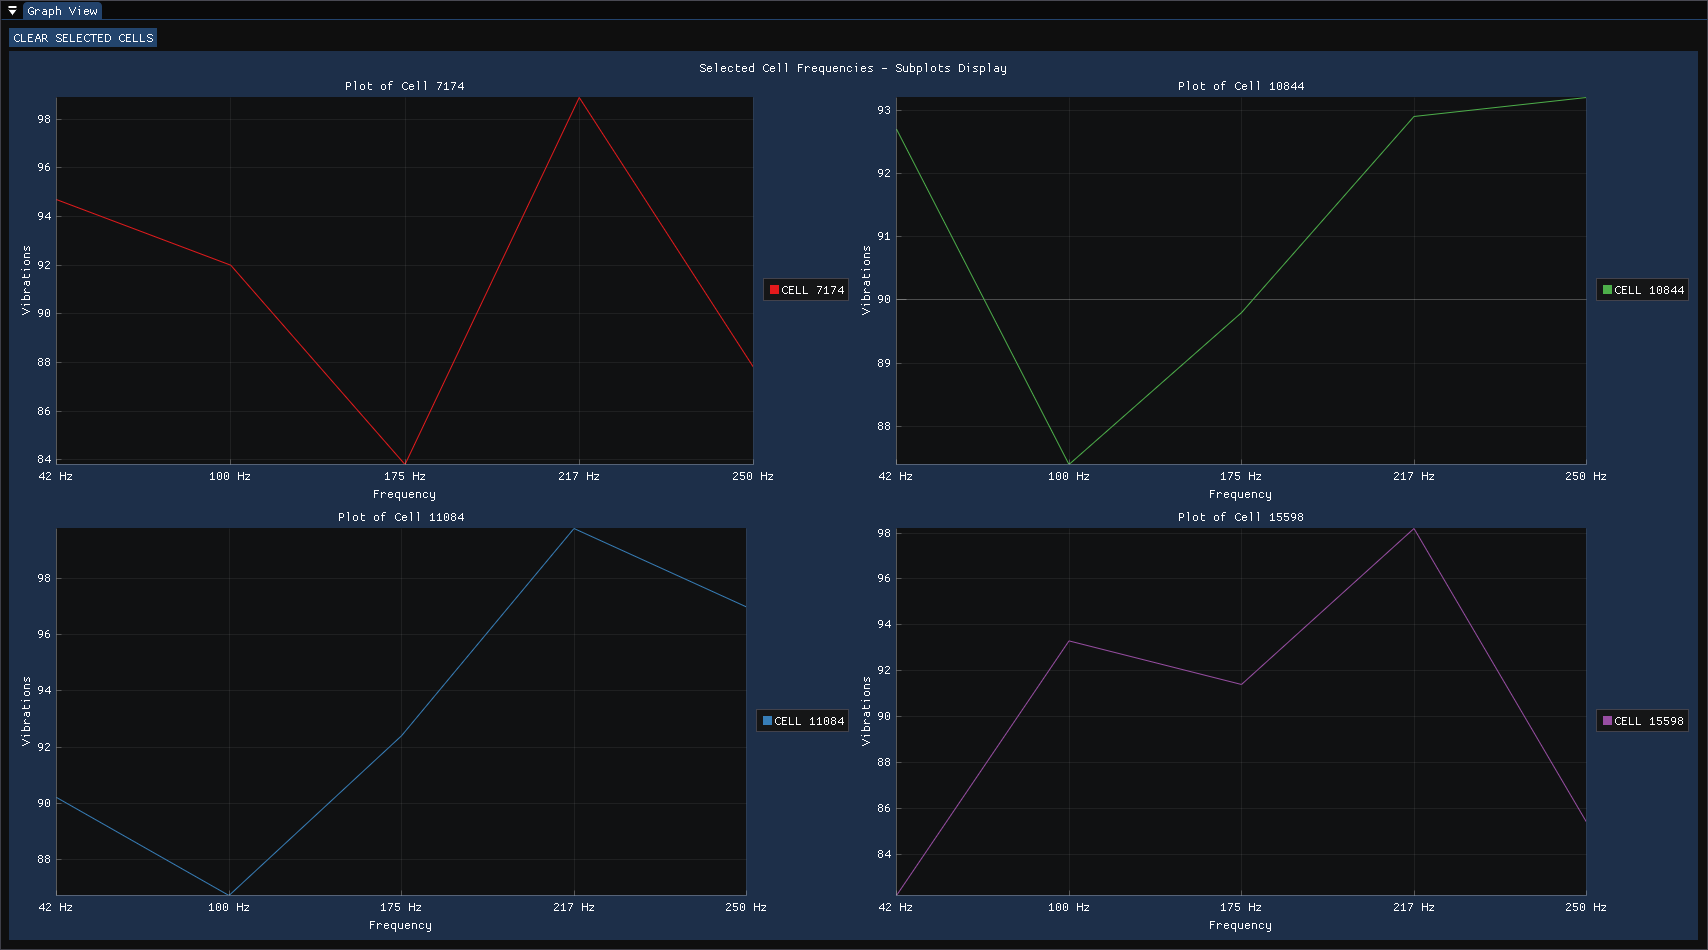 Graph View
CLEAR SELECTED CELLS
Selected Cell Frequencies - Subplots Display
Plot of Cell 7174
98
96
94
92
90
88
86
84
Vibrations
42 Hz 100 Hz 175 Hz 217 Hz 250 Hz
Frequency
CELL 7174
Plot of Cell 10844
93
92
91
90
89
88
Vibrations
42 Hz 100 Hz 175 Hz 217 Hz 250 Hz
Frequency
CELL 10844
Plot of Cell 11084
98
96
94
92
90
88
Vibrations
42 Hz 100 Hz 175 Hz 217 Hz 250 Hz
Frequency
CELL 11084
Plot of Cell 15598
98
96
94
92
90
88
86
84
Vibrations
42 Hz 100 Hz 175 Hz 217 Hz 250 Hz
Frequency
CELL 15598